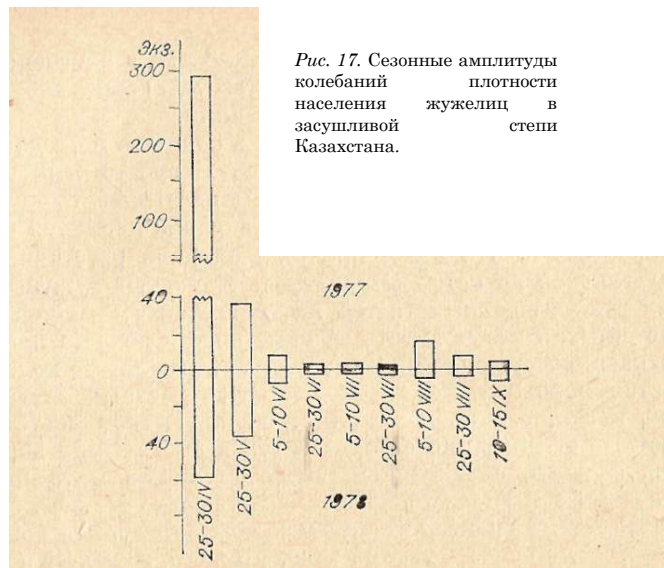 Экз.
300
200
100
40
0
40
1977
1978
25-30 IV
25-30 V
5-10 VI
25-30 VI
5-10 VII
25-30 VII
5-10 VIII
25-30 VIII
10-15 IX
Рис. 17. Сезонные амплитуды
колебаний плотности
населения жужелиц в
засушливой степи
Казахстана.